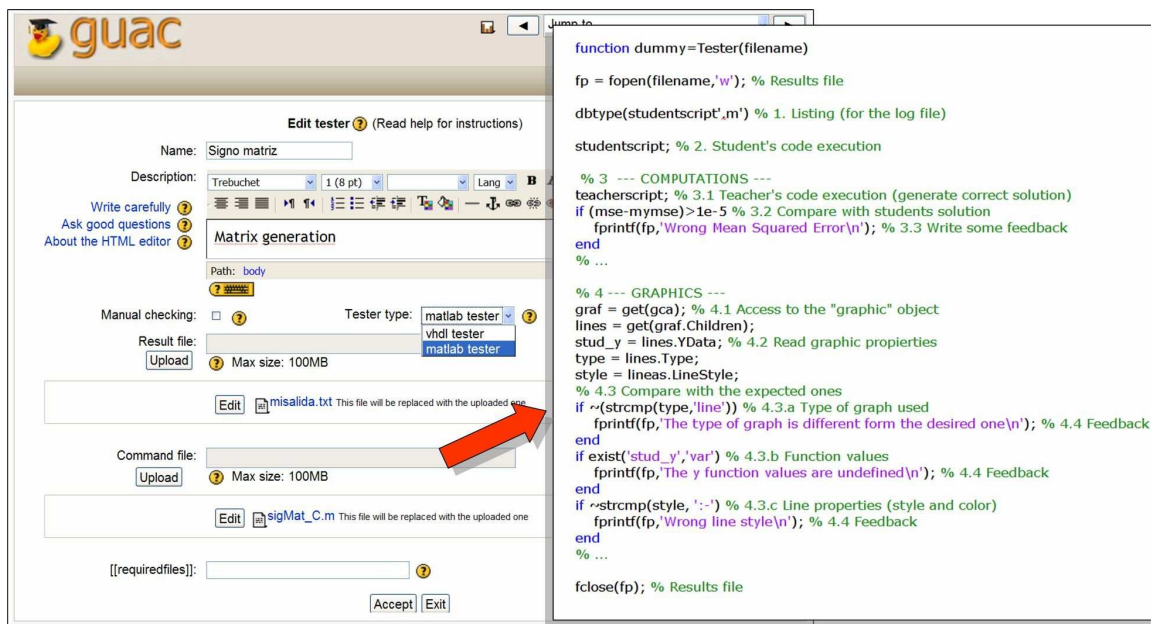 guac
Jump to
Edit tester (Read help for instructions)
Name: Signo matriz
Description:
Trebuchet 1 (8 pt) Lang B
Write carefully
Ask good questions
About the HTML editor
Matrix generation
Path: body
Manual checking: Tester type: matlab tester
vhdl tester
matlab tester
Result file:
Upload Max size: 100MB
Edit misalida.txt This file will be replaced with the uploaded one
Command file:
Upload Max size: 100MB
Edit sigMat_C.m This file will be replaced with the uploaded one
[[requiredfiles]]:
Accept Exit
function dummy=Tester(filename)
fp = fopen(filename,'w'); % Results file
dbtype(studentscript',m') % 1. Listing (for the log file)
studentscript; % 2. Student's code execution
% 3 --- COMPUTATIONS ---
teacherscript; % 3.1 Teacher's code execution (generate correct solution)
if (mse-mymse)>1e-5 % 3.2 Compare with students solution
fprintf(fp,'Wrong Mean Squared Error\n'); % 3.3 Write some feedback
end
% ...
% 4 --- GRAPHICS ---
graf = get(gca); % 4.1 Access to the "graphic" object
lines = get(graf.Children);
stud_y = lines.YData; % 4.2 Read graphic propierties
type = lines.Type;
style = lineas.LineStyle;
% 4.3 Compare with the expected ones
if ~(strcmp(type,'line')) % 4.3.a Type of graph used
fprintf(fp,'The type of graph is different form the desired one\n'); % 4.4 Feedback
end
if exist('stud_y','var') % 4.3.b Function values
fprintf(fp,'The y function values are undefined\n'); % 4.4 Feedback
end
if ~strcmp(style, ':-') % 4.3.c Line properties (style and color)
fprintf(fp,'Wrong line style\n'); % 4.4 Feedback
end
% ...
fclose(fp); % Results file